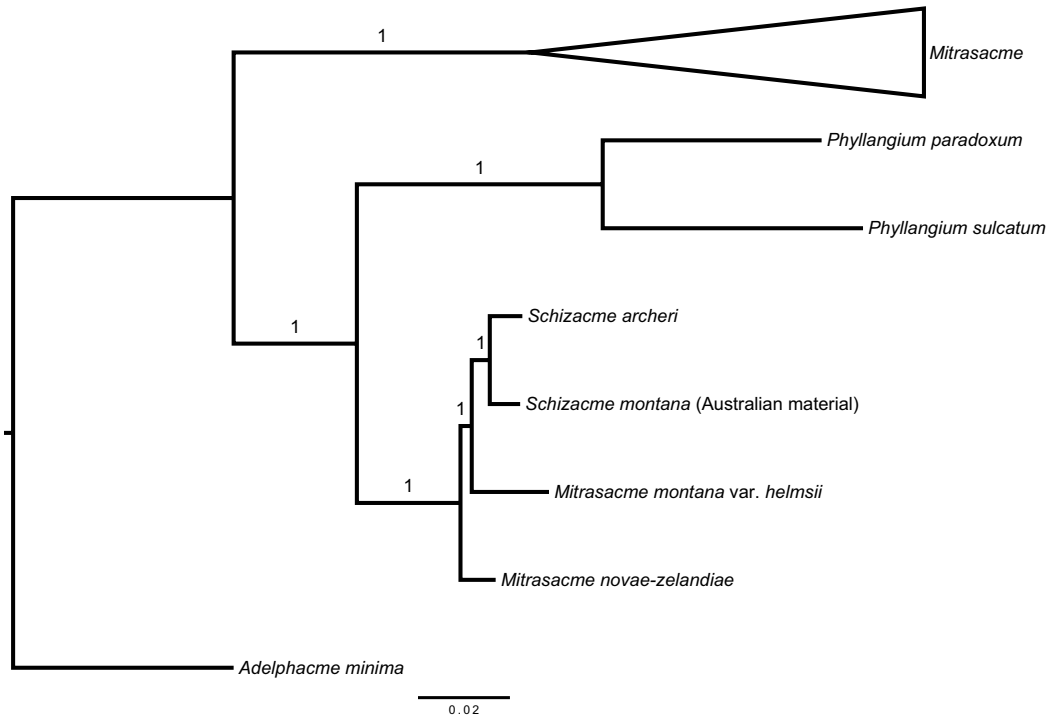 1
Mitrasacme
Phyllangium paradoxum
1
Phyllangium sulcatum
Schizacme archeri
1
1
Schizacme montana (Australian material)
1
Mitrasacme montana var. helmsii
1
Mitrasacme novae-zelandiae
Adelphacme minima
0.02